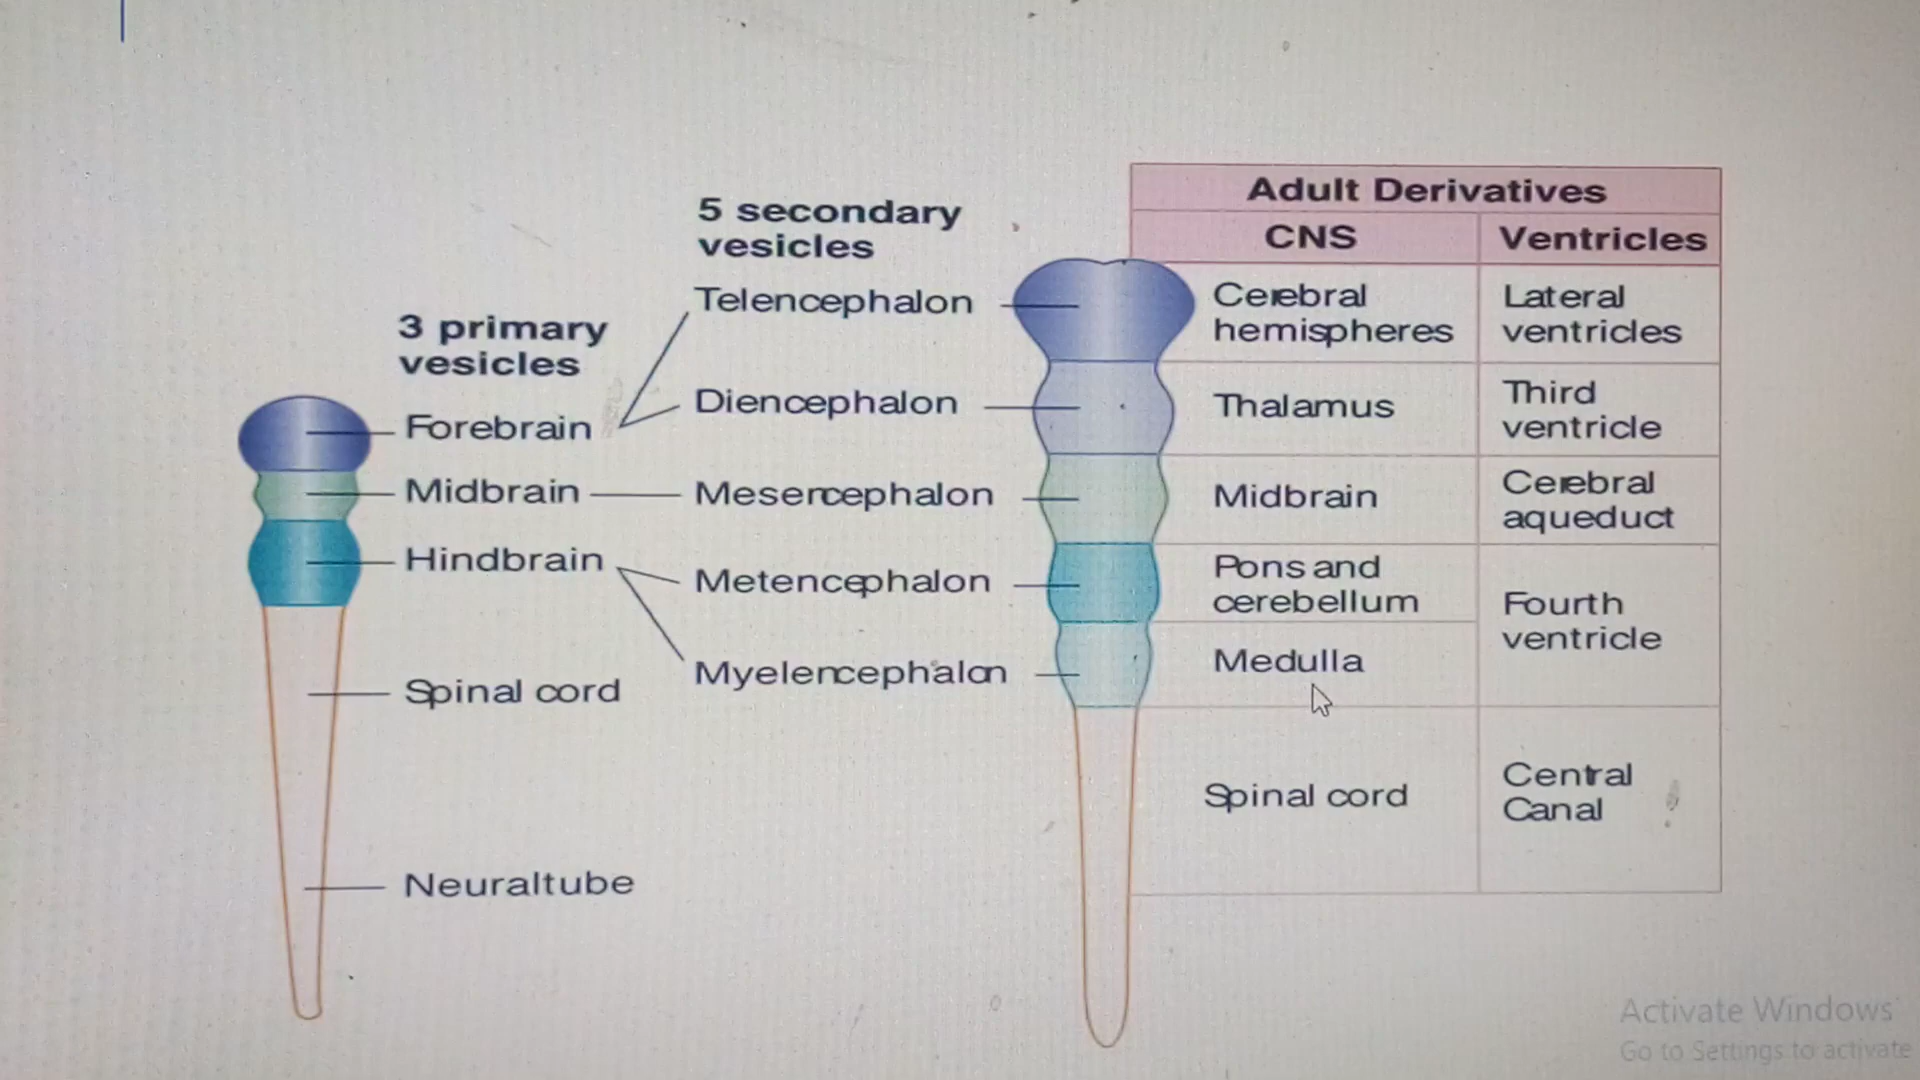 5 secondary
vesicles
Telencephalon
Diencephalon
Mesencephalon
Metencephalon
Myelencephalon
3 primary
vesicles
Forebrain
Midbrain
Hindbrain
Spinal cord
Neuraltube
Adult Derivatives
CNS
Ventricles
Cerebral
hemispheres
Lateral
ventricles
Thalamus
Third
ventricle
Midbrain
Cerebral
aqueduct
Pons and
cerebellum
Fourth
ventricle
Medulla
Spinal cord
Central
Canal
Activate Windows
Go to Settings to activate